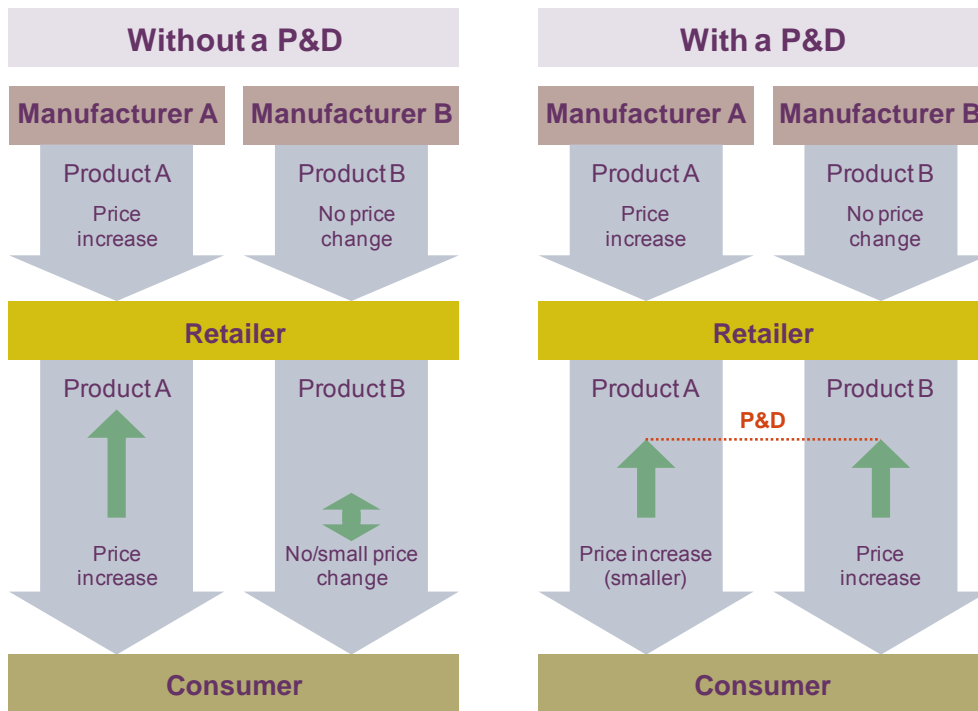 Without a P&D
Manufacturer A
Manufacturer B
Product A
Price
increase
Product B
No price
change
Retailer
Product A
Price
increase
Product B
No/small price
change
Consumer
With a P&D
Manufacturer A
Manufacturer B
Product A
Price
increase
Product B
No price
change
Retailer
Product A
P&D
Product B
Price increase
(smaller)
Price
increase
Consumer